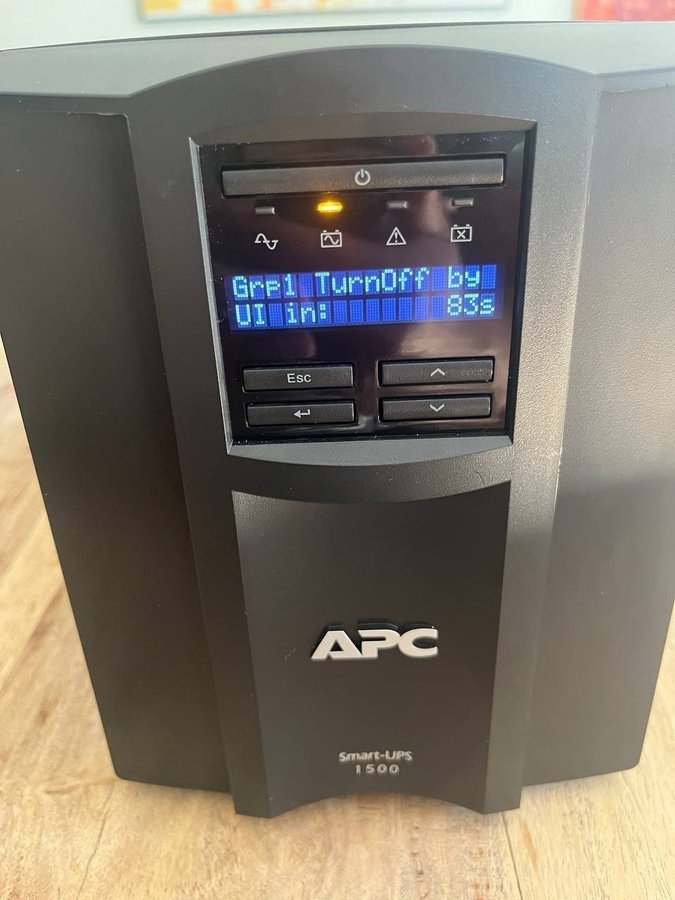 Grp1 TurnOff by
UI in: 83s
Esc
APC
Smart-UPS
1500